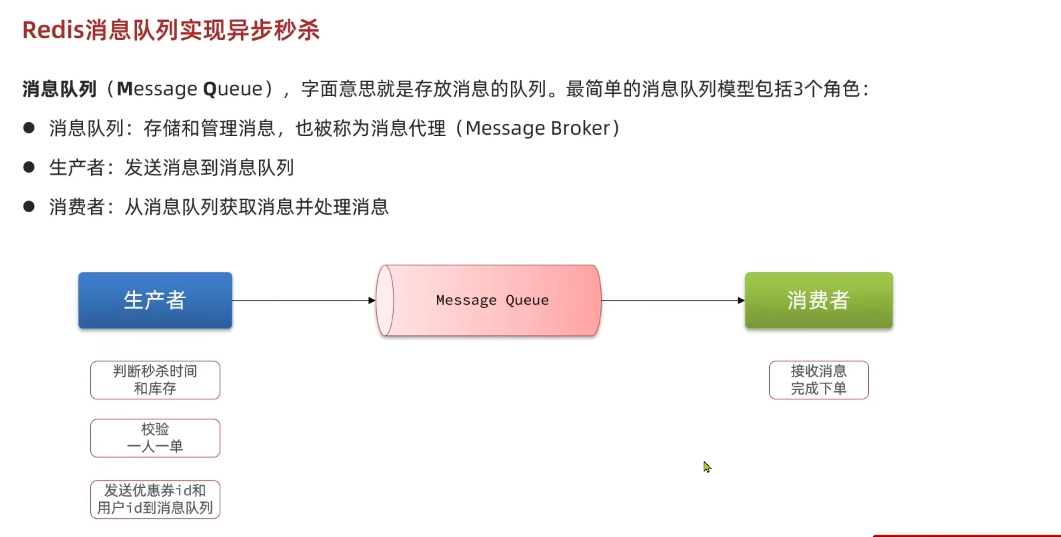 Redis消息队列实现异步秒杀
消息队列（Message Queue），字面意思就是存放消息的队列。最简单的消息队列模型包括3个角色：
● 消息队列：存储和管理消息，也被称为消息代理（Message Broker）
● 生产者：发送消息到消息队列
● 消费者：从消息队列获取消息并处理消息
生产者
Message Queue
消费者
判断秒杀时间
和库存
接收消息
完成下单
校验
一人一单
发送优惠券id和
用户id到消息队列